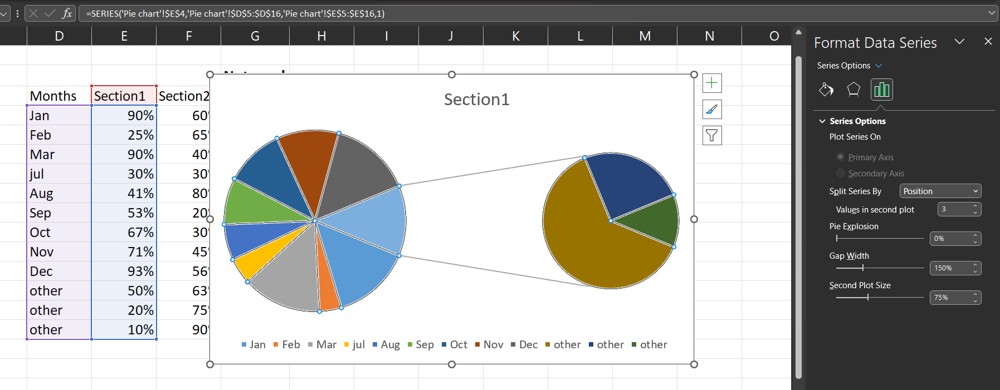 fx =SERIES('Pie chart'!$E$4,'Pie chart'!$D$5:$D$16,'Pie chart'!$E$5:$E$16,1)
D E F G H I J K L M N O
Months Section1 Section2
Jan 90% 60
Feb 25% 65
Mar 90% 40
jul 30% 30
Aug 41% 80
Sep 53% 20
Oct 67% 30
Nov 71% 45
Dec 93% 56
other 50% 63
other 20% 75
other 10% 90
Section1
Jan Feb Mar jul Aug Sep Oct Nov Dec other other other
Format Data Series
Series Options
Series Options
Plot Series On
Primary Axis
Secondary Axis
Split Series By Position
Values in second plot 3
Pie Explosion
0%
Gap Width
150%
Second Plot Size
75%